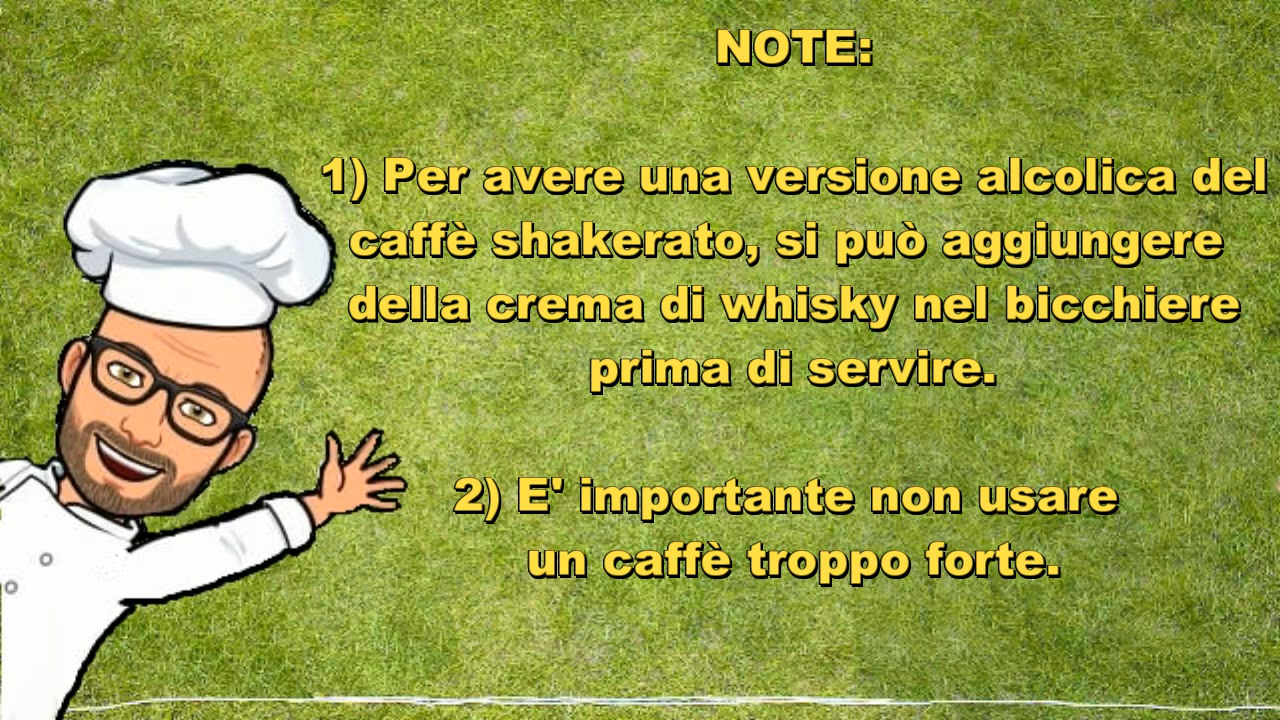 NOTE:
1) Per avere una versione alcolica del
caffè shakerato, si può aggiungere
della crema di whisky nel bicchiere
prima di servire.
2) E' importante non usare
un caffè troppo forte.